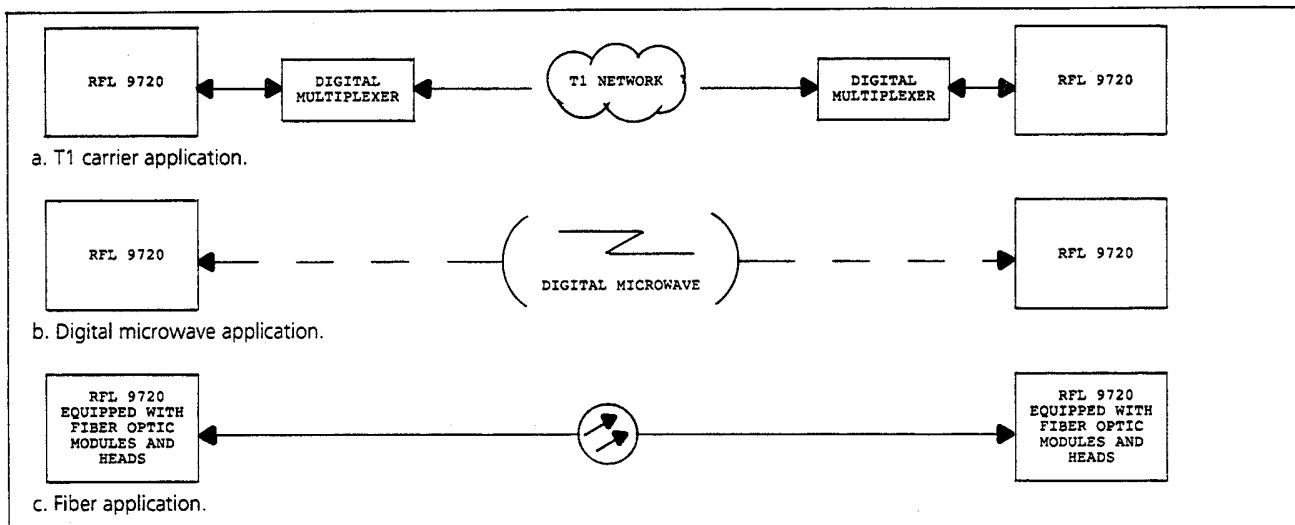 RFL 9720
DIGITAL
MULTIPLEXER
T1 NETWORK
DIGITAL
MULTIPLEXER
RFL 9720
a. T1 carrier application.
RFL 9720
DIGITAL MICROWAVE
RFL 9720
b. Digital microwave application.
RFL 9720
EQUIPPED WITH
FIBER OPTIC
MODULES AND
HEADS
RFL 9720
EQUIPPED WITH
FIBER OPTIC
MODULES AND
HEADS
c. Fiber application.